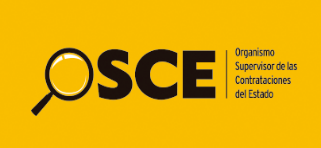 OSCE
Organismo
Supervisor de las
Contrataciones
del Estado